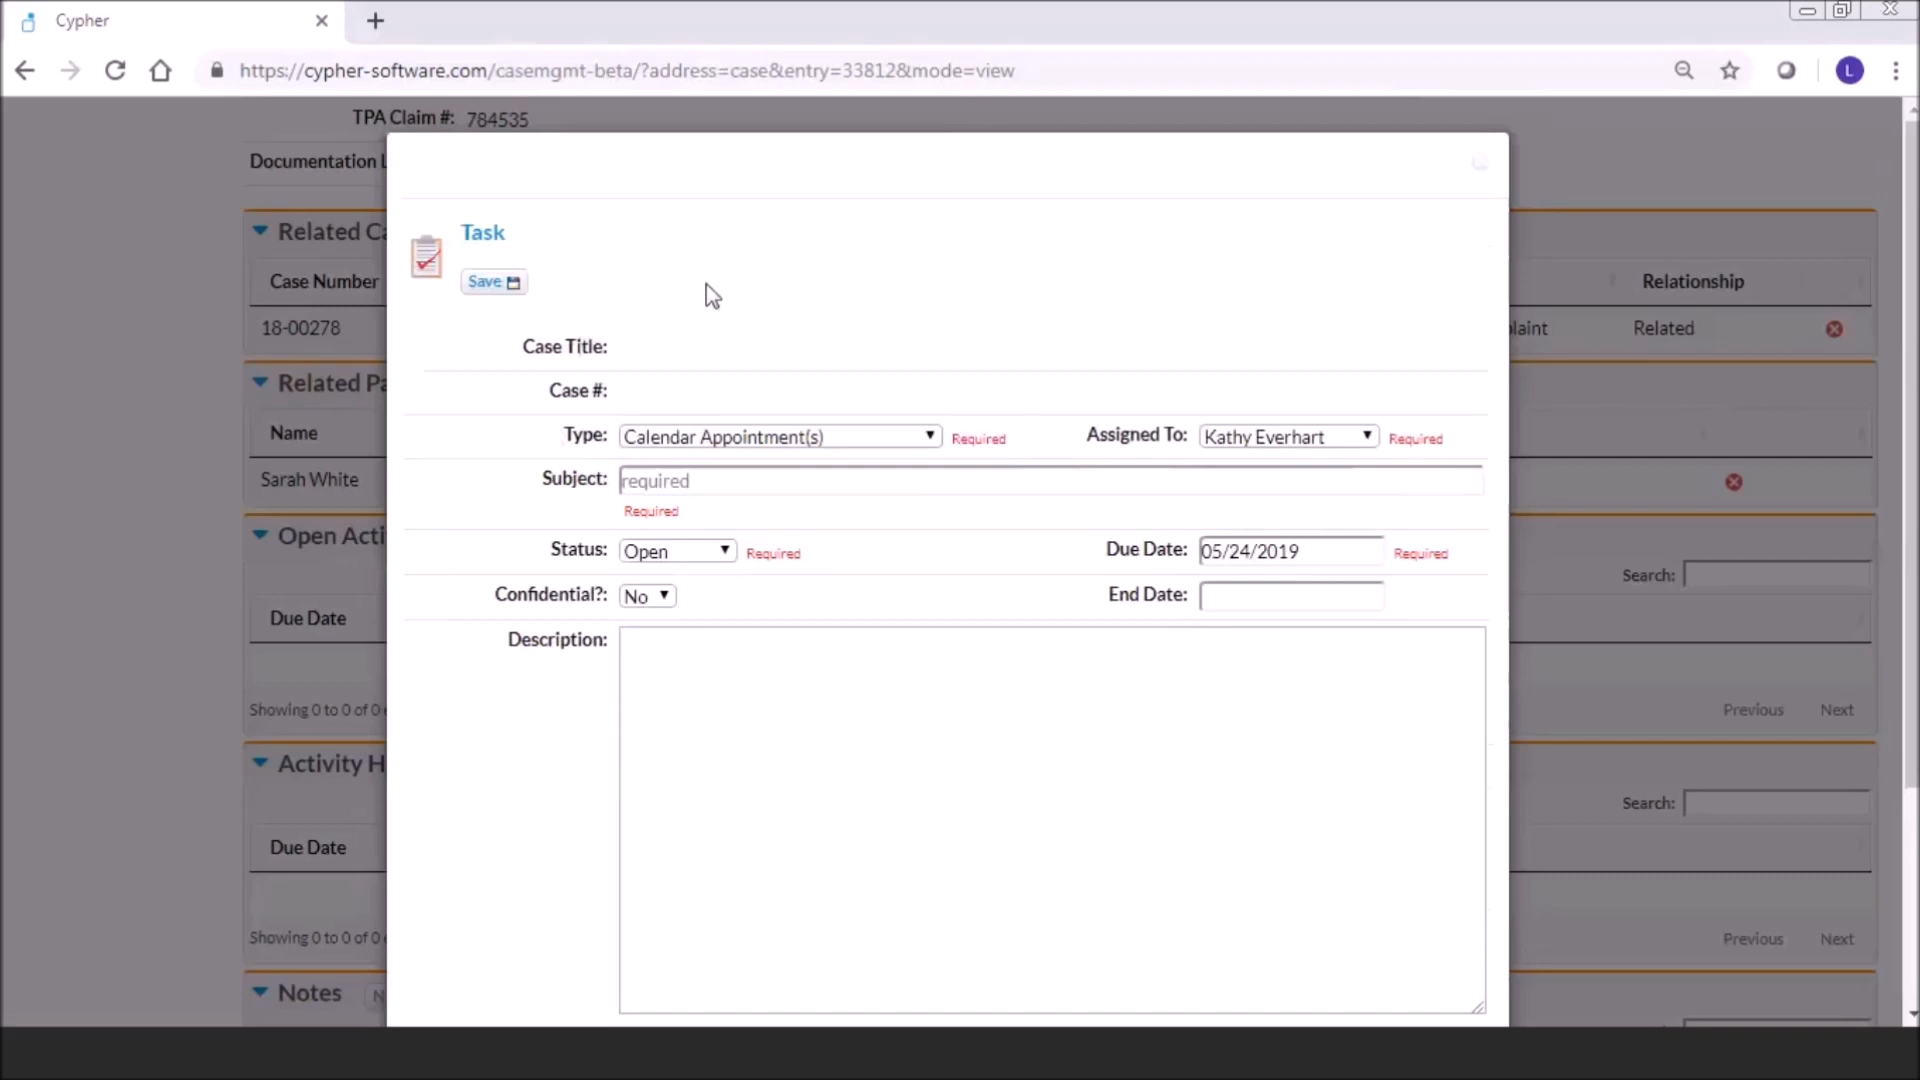 Cypher
https://cypher-software.com/casemgmt-beta/?address=case&entry=33812&mode=view
L
TPA Claim #: 784535
Documentation
Task
Save
Related
Case Number
Relationship
18-00278
Related
Case Title:
Case #:
Related
Name
Type: Calendar Appointment(s) Required Assigned To: Kathy Everhart Required
Sarah White
Subject: required
Required
Open Acti
Status: Open Required Due Date: 05/24/2019 Required
Search:
Confidential?: No End Date:
Due Date
Description:
Showing 0 to 0 of 0
Previous Next
Activity H
Search:
Due Date
Showing 0 to 0 of 0
Previous Next
Notes N